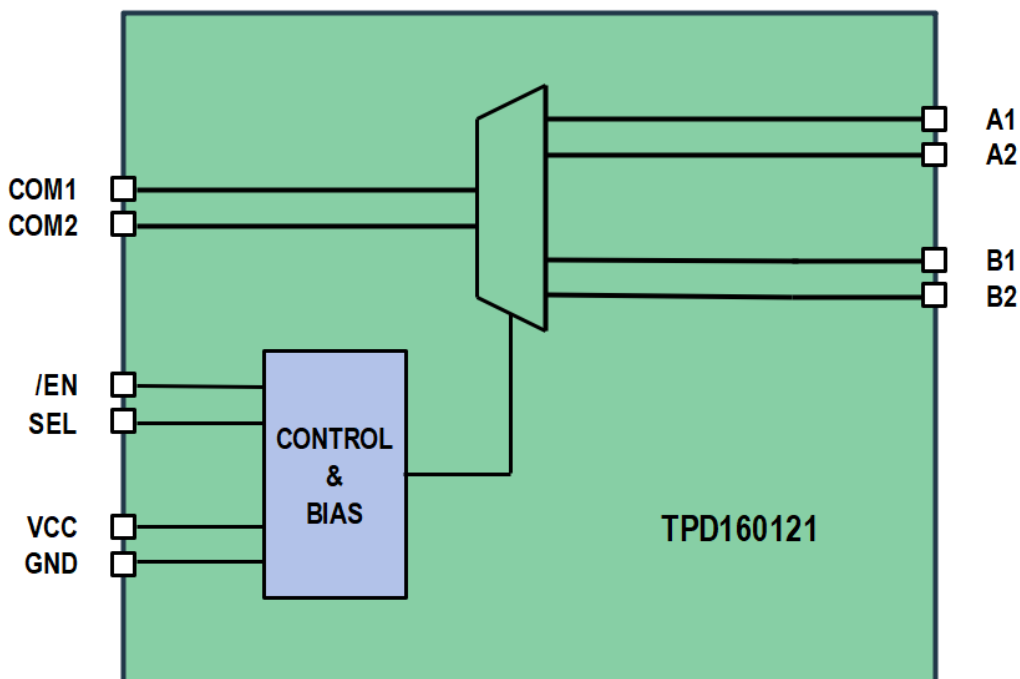 A1
A2
COM1
COM2
B1
B2
/EN
SEL
CONTROL
&
BIAS
VCC
GND
TPD160121